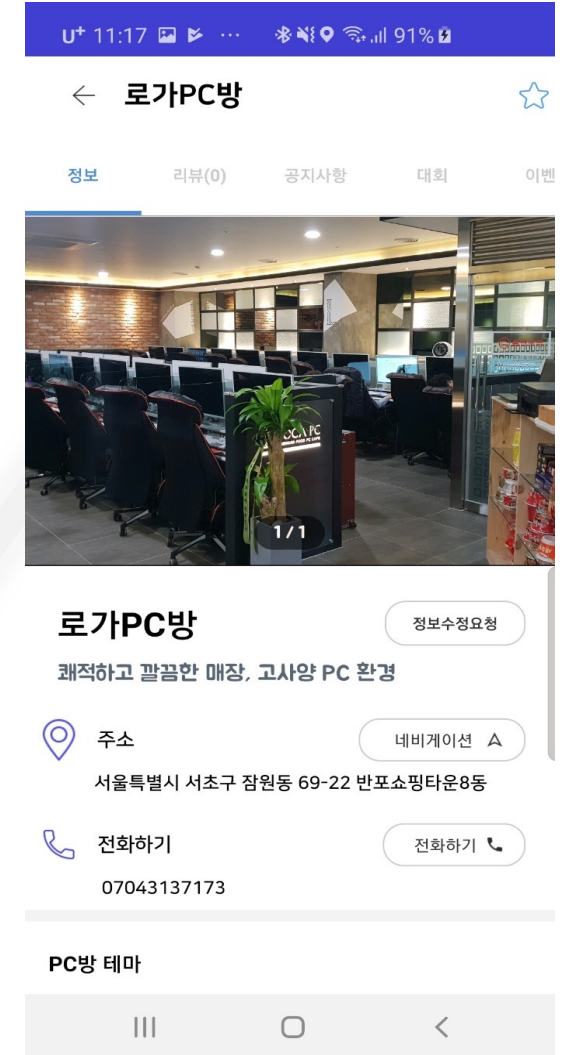 U+ 11:17 ... 91%
로가PC방
정보 리뷰(0) 공지사항 대회 이벤
1/1
로가PC방 정보수정요청
쾌적하고 깔끔한 매장, 고사양 PC 환경
주소 네비게이션
서울특별시 서초구 잠원동 69-22 반포쇼핑타운8동
전화하기 전화하기
07043137173
PC방 테마